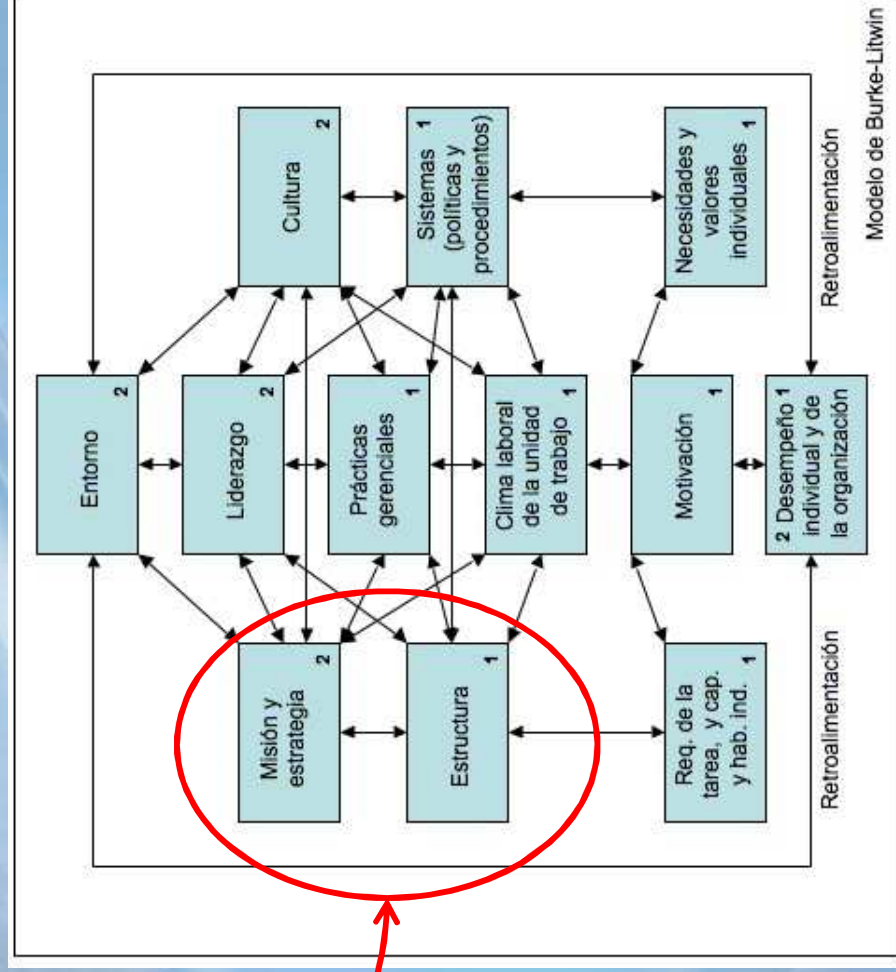 Entorno
2
Misión y
estrategia
2
Liderazgo
2
Cultura
2
Estructura
1
Prácticas
gerenciales
1
Sistemas
(políticas y
procedimientos)
1
Clima laboral
de la unidad
de trabajo
1
Req. de la
tarea, y cap.
y hab. ind.
1
Motivación
1
Necesidades y
valores
individuales
1
2 Desempeño 1
individual y de
la organización
Retroalimentación
Retroalimentación
Modelo de Burke-Litwin